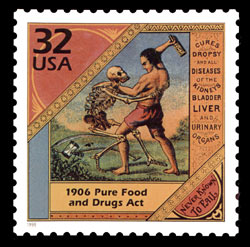 32
USA
CURES
DROPSY
AND ALL
DISEASES
OF THE
KIDNEYS
BLADDER
LIVER
AND
URINARY
ORGANS
1906 Pure Food
and Drugs Act
NEVER KNOWN
TO FAIL